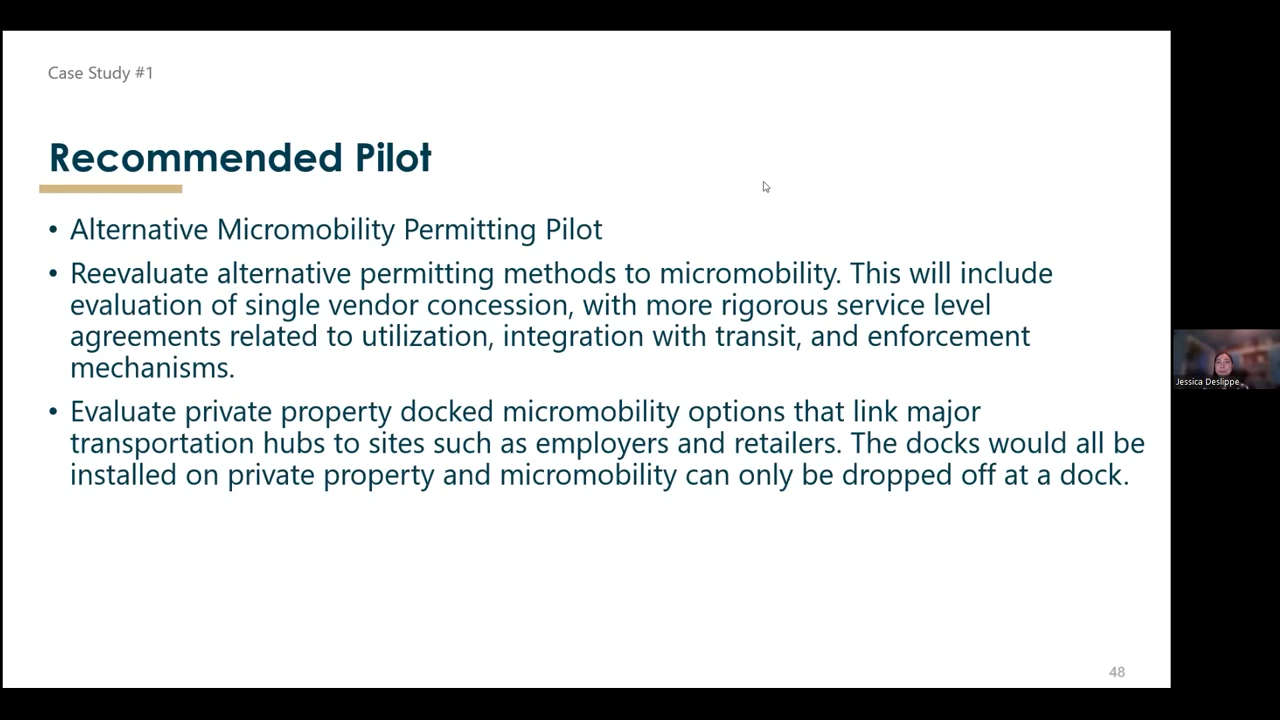 Case Study #1
Recommended Pilot
• Alternative Micromobility Permitting Pilot
• Reevaluate alternative permitting methods to micromobility. This will include
evaluation of single vendor concession, with more rigorous service level
agreements related to utilization, integration with transit, and enforcement
mechanisms.
• Evaluate private property docked micromobility options that link major
transportation hubs to sites such as employers and retailers. The docks would all be
installed on private property and micromobility can only be dropped off at a dock.
Jessica Deslippe
48